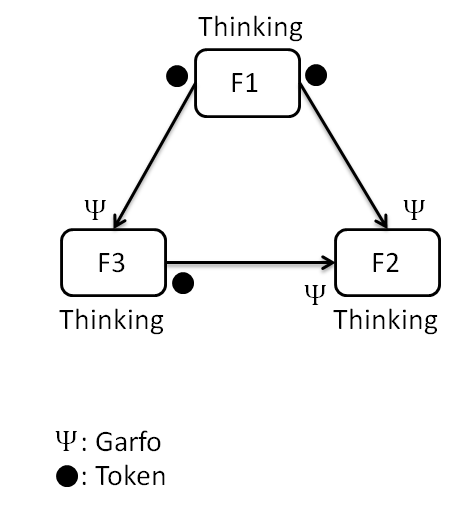 Thinking
F1
Ψ Ψ
F3 F2
Ψ
Thinking Thinking
Ψ: Garfo
●: Token